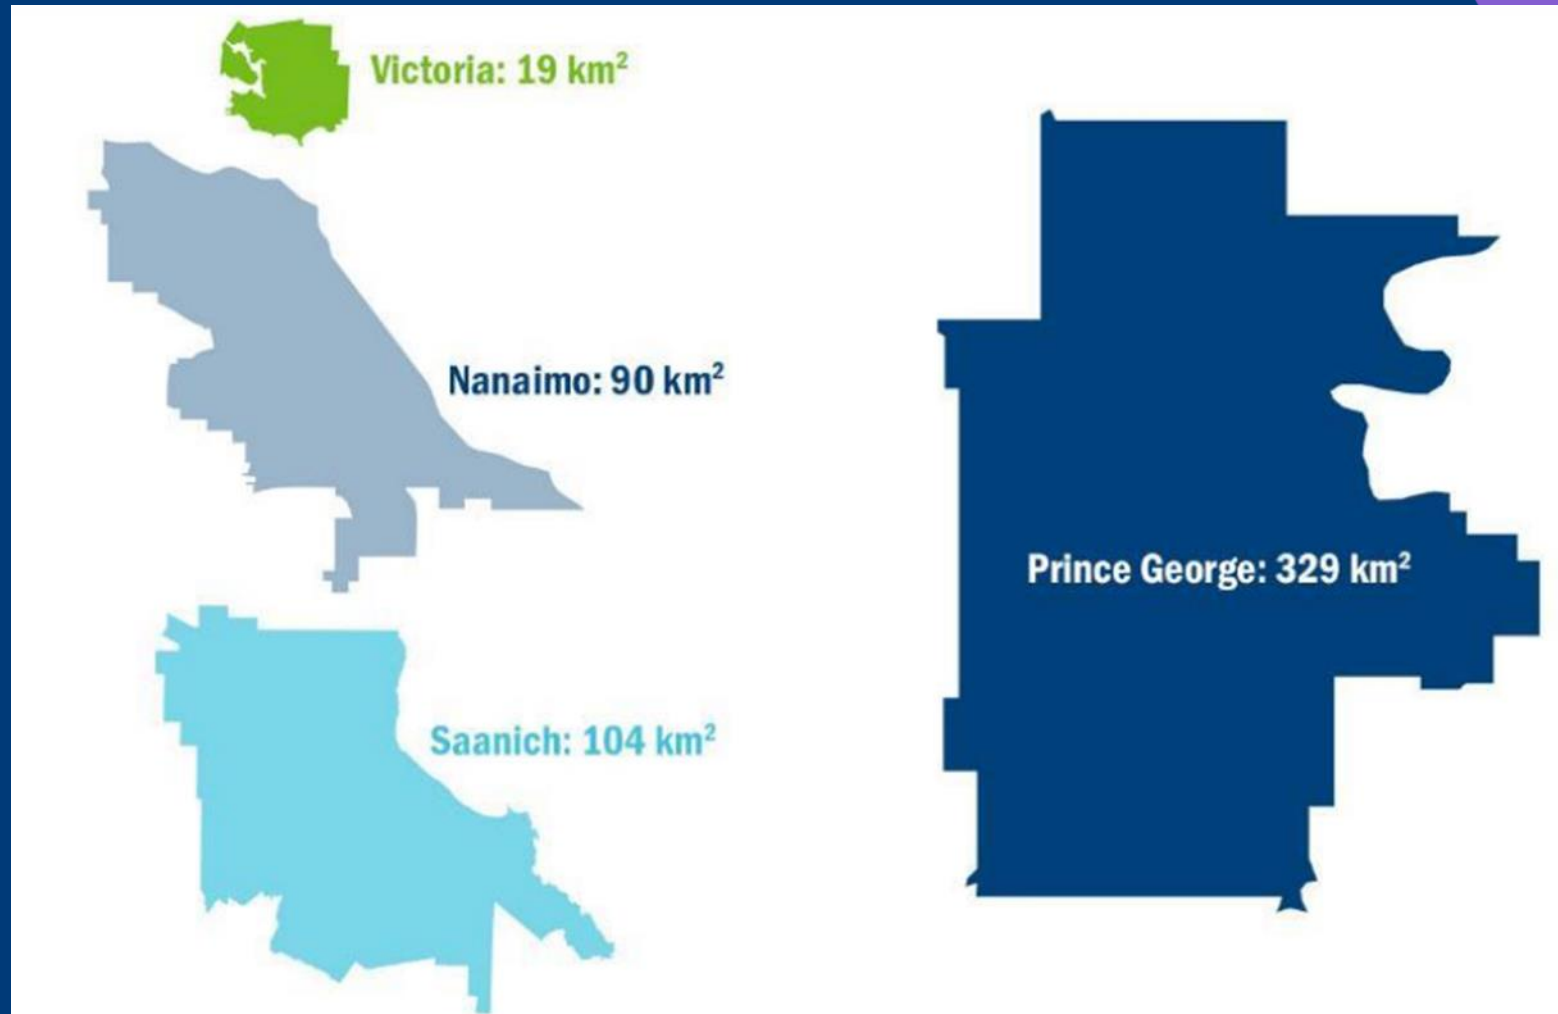 Victoria: 19 km²
Nanaimo: 90 km²
Prince George: 329 km²
Saanich: 104 km²